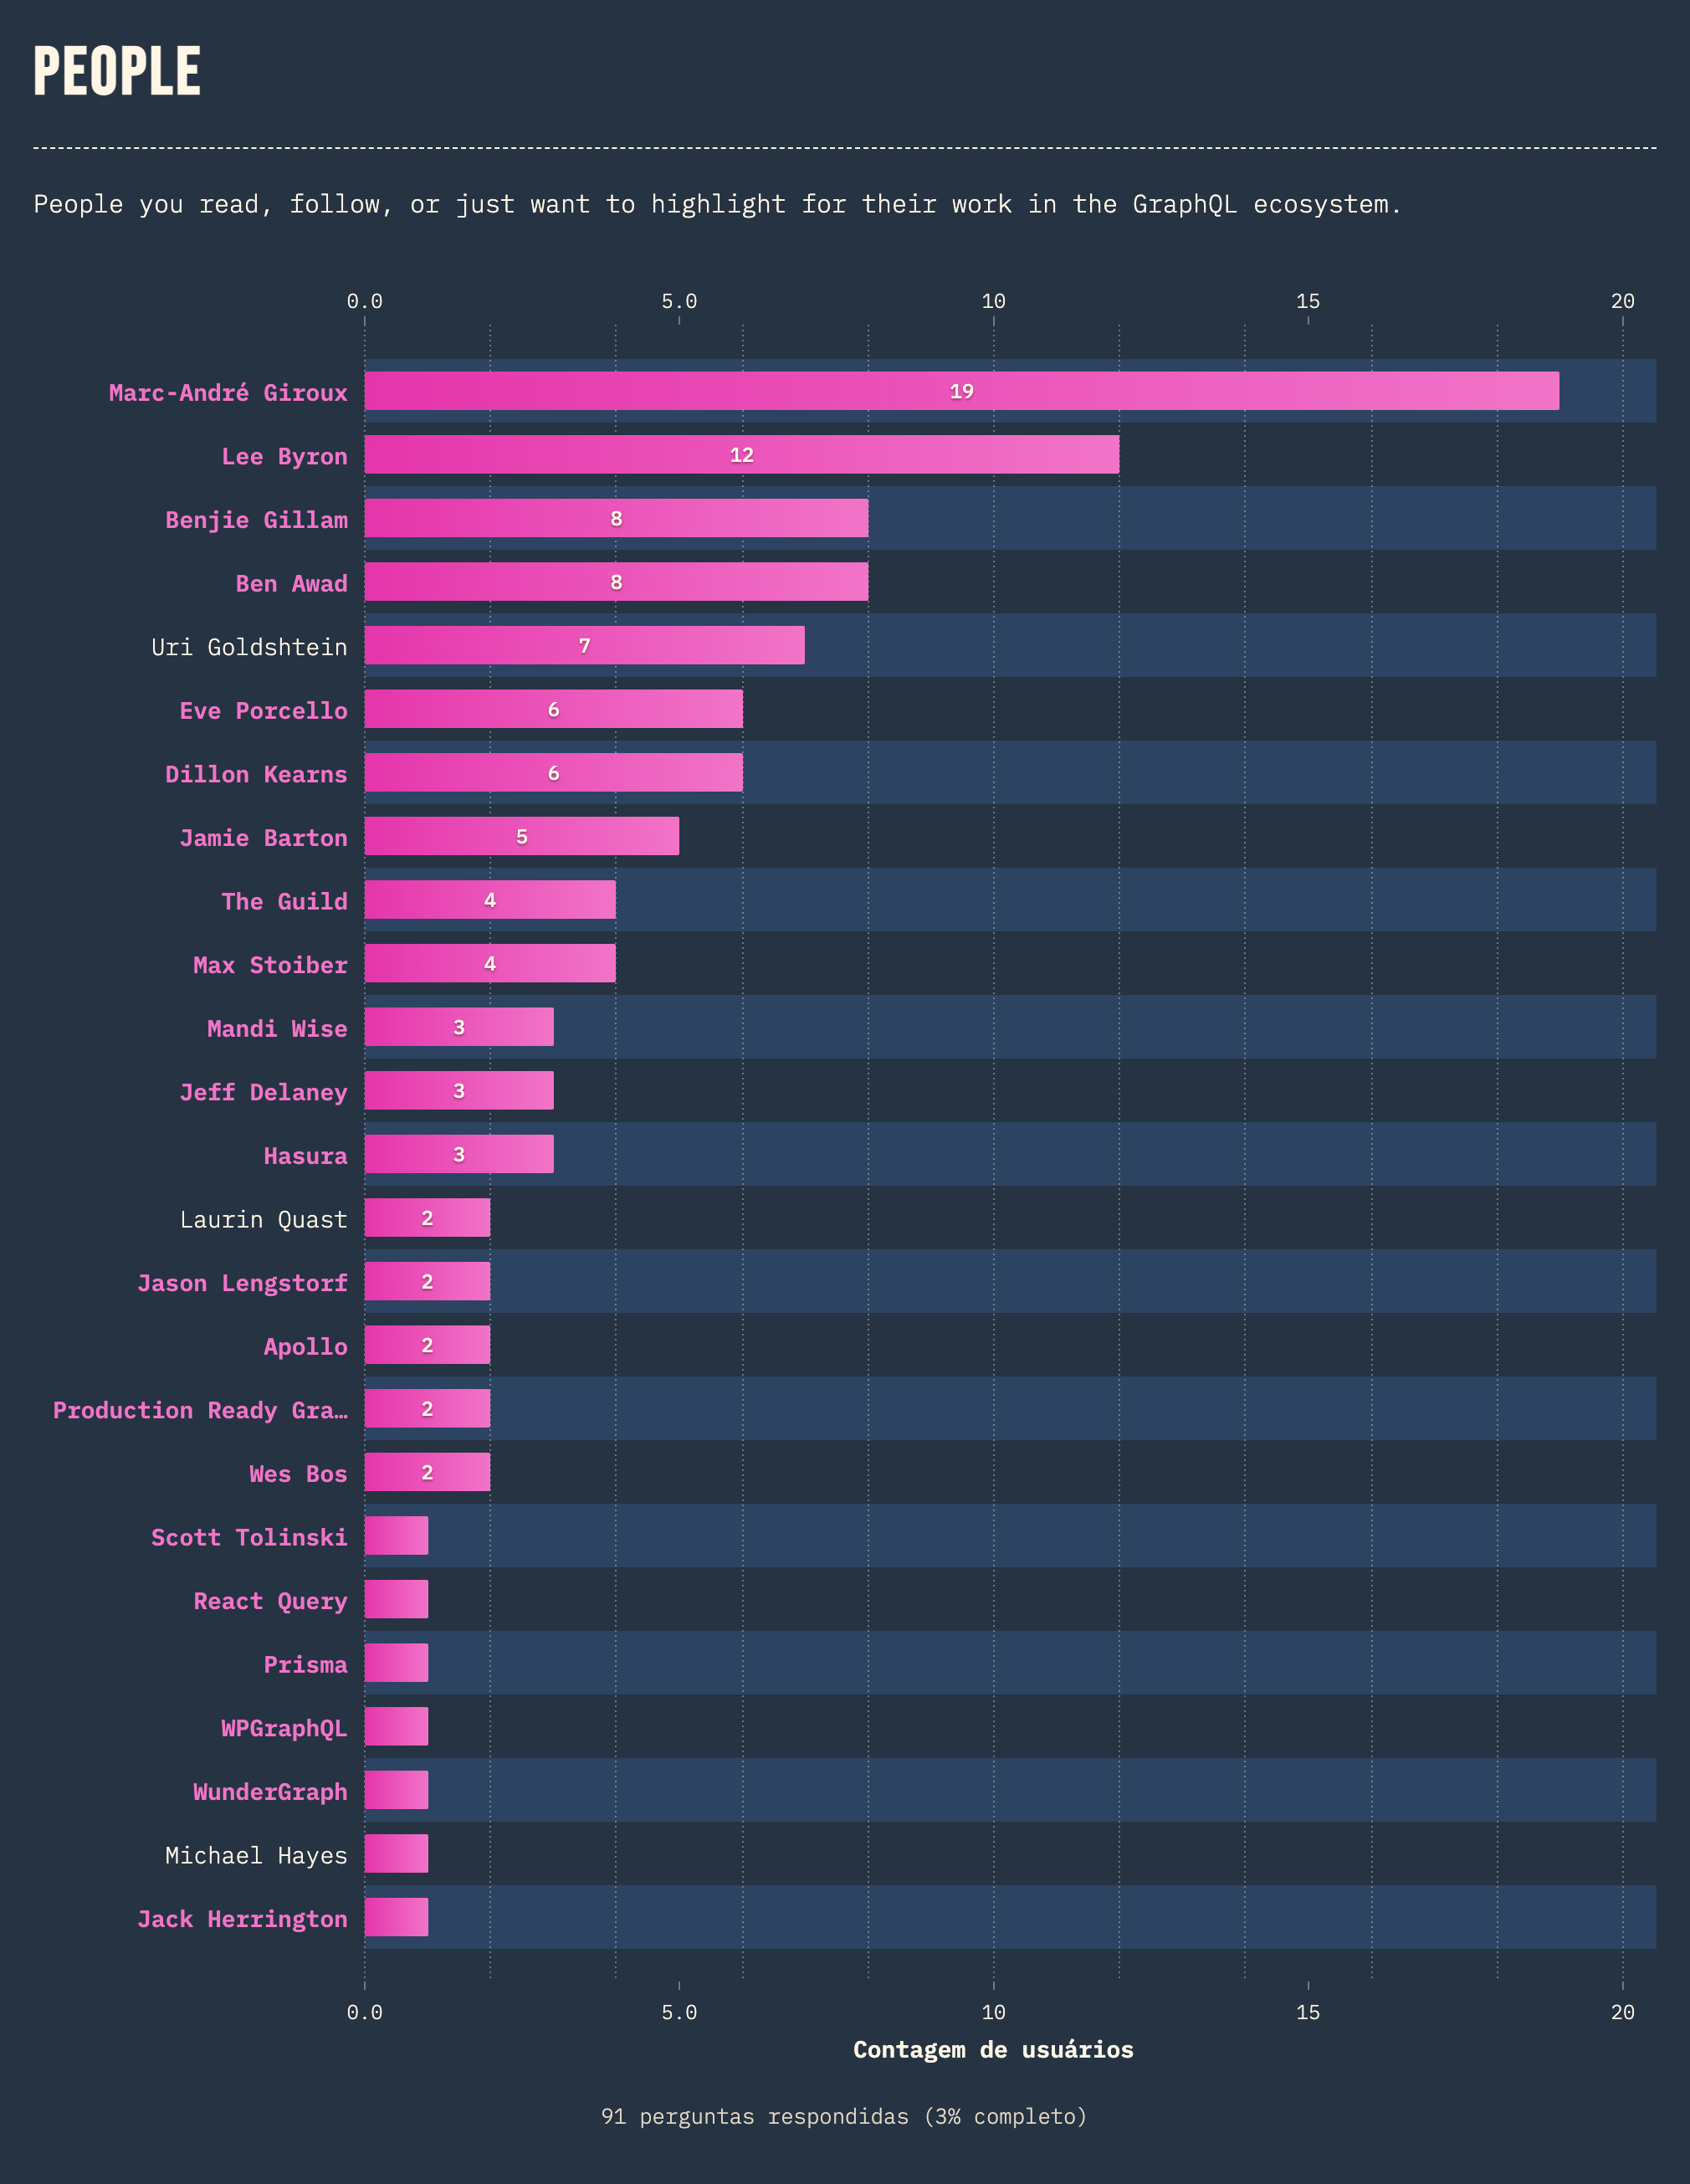 PEOPLE
People you read, follow, or just want to highlight for their work in the GraphQL ecosystem.
0.0 5.0 10 15 20
Marc-André Giroux 19
Lee Byron 12
Benjie Gillam 8
Ben Awad 8
Uri Goldshtein 7
Eve Porcello 6
Dillon Kearns 6
Jamie Barton 5
The Guild 4
Max Stoiber 4
Mandi Wise 3
Jeff Delaney 3
Hasura 3
Laurin Quast 2
Jason Lengstorf 2
Apollo 2
Production Ready Gra… 2
Wes Bos 2
Scott Tolinski
React Query
Prisma
WPGraphQL
WunderGraph
Michael Hayes
Jack Herrington
0.0 5.0 10 15 20
Contagem de usuários
91 perguntas respondidas (3% completo)